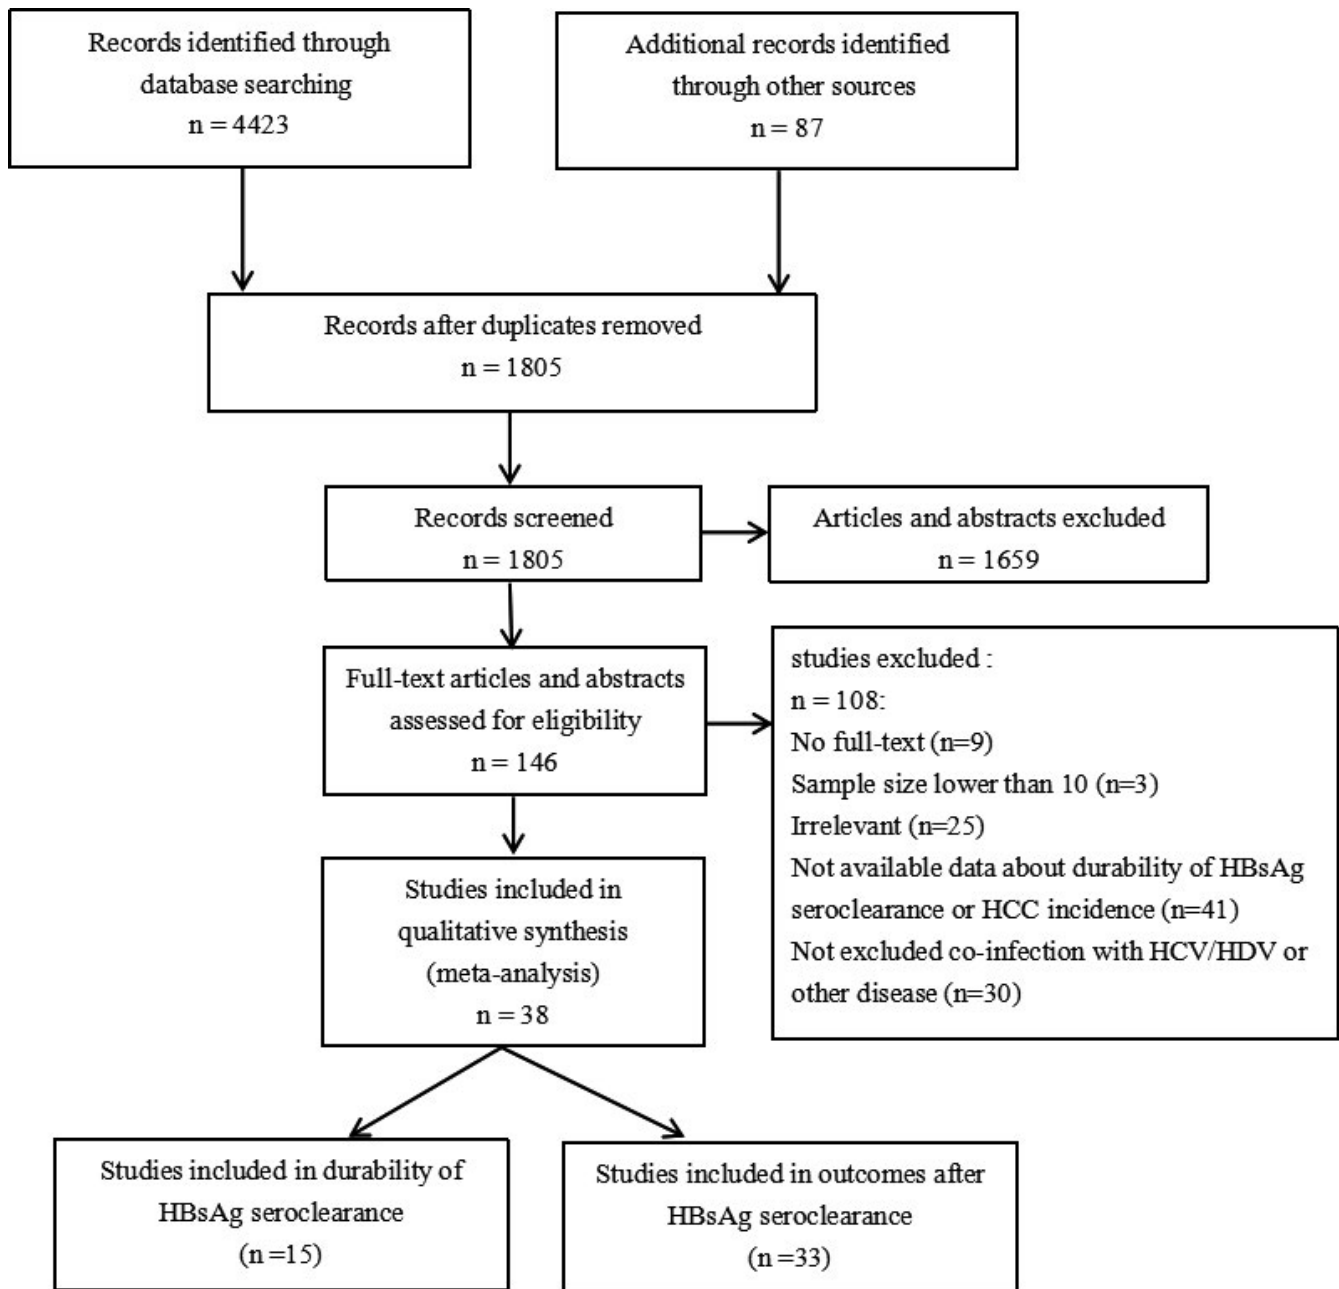 Records identified through
database searching
n = 4423
Additional records identified
through other sources
n = 87
Records after duplicates removed
n = 1805
Records screened
n = 1805
Articles and abstracts excluded
n = 1659
Full-text articles and abstracts
assessed for eligibility
n = 146
studies excluded :
n = 108:
No full-text (n=9)
Sample size lower than 10 (n=3)
Irrelevant (n=25)
Not available data about durability of HBsAg
seroclearance or HCC incidence (n=41)
Not excluded co-infection with HCV/HDV or
other disease (n=30)
Studies included in
qualitative synthesis
(meta-analysis)
n = 38
Studies included in durability of
HBsAg seroclearance
(n =15)
Studies included in outcomes after
HBsAg seroclearance
(n =33)